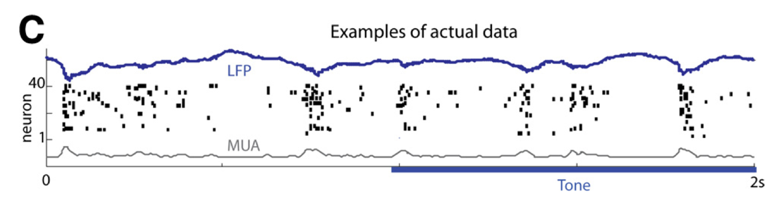 C
Examples of actual data
LFP
40
neuron
1
MUA
0
2s
Tone